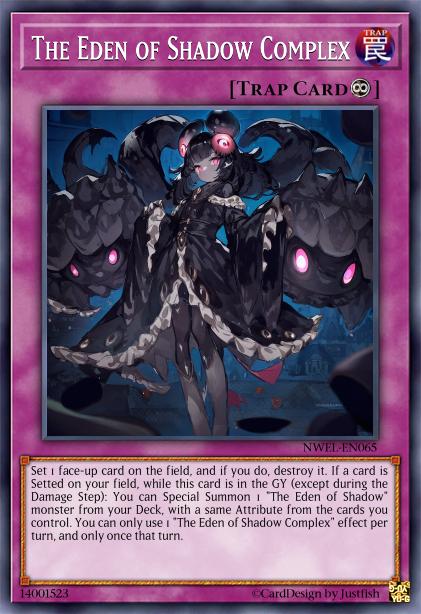 THE EDEN OF SHADOW COMPLEX
TRAP
罠
[TRAP CARD ]
NWEL-EN065
Set 1 face-up card on the field, and if you do, destroy it. If a card is
Setted on your field, while this card is in the GY (except during the
Damage Step): You can Special Summon 1 "The Eden of Shadow"
monster from your Deck, with a same Attribute from the cards you
control. You can only use 1 "The Eden of Shadow Complex" effect per
turn, and only once that turn.
14001523
©CardDesign by Justfish